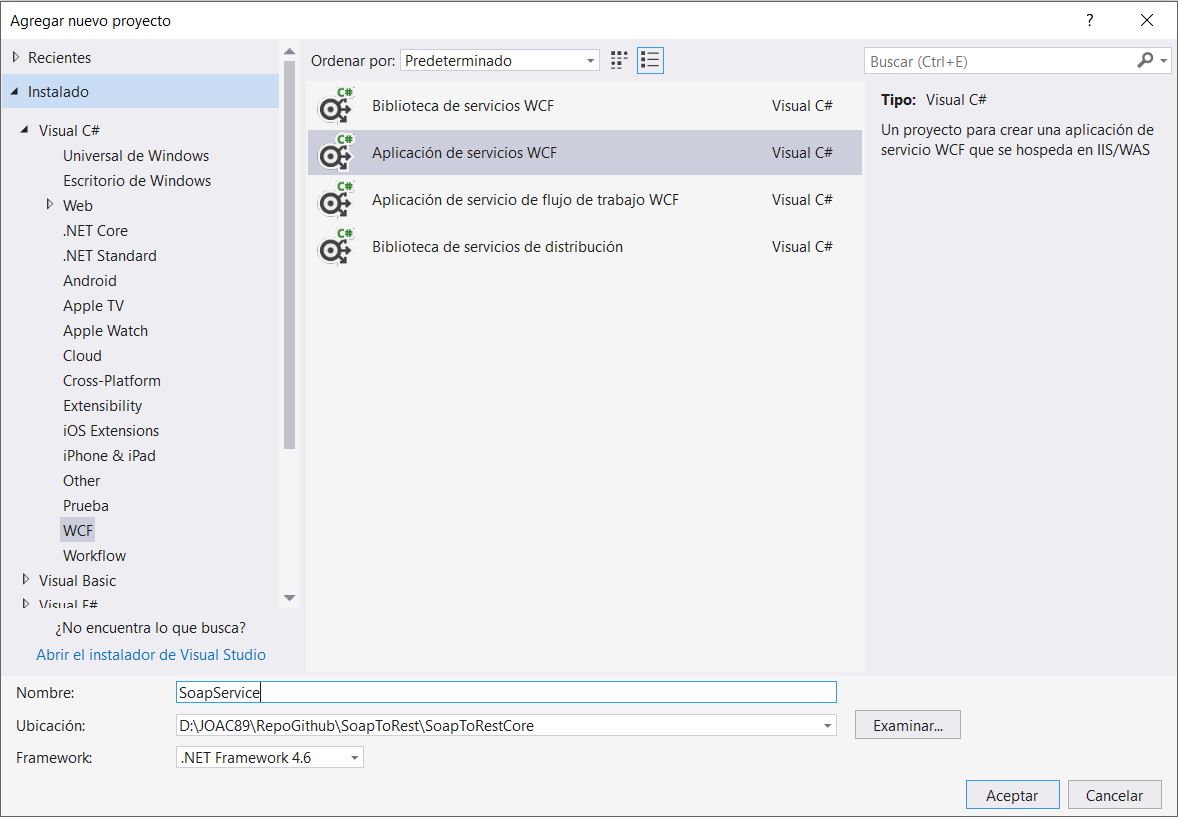 Agregar nuevo proyecto
?
Recientes
Instalado
Visual C#
Universal de Windows
Escritorio de Windows
Web
.NET Core
.NET Standard
Android
Apple TV
Apple Watch
Cloud
Cross-Platform
Extensibility
iOS Extensions
iPhone & iPad
Other
Prueba
WCF
Workflow
Visual Basic
Visual F#
¿No encuentra lo que busca?
Abrir el instalador de Visual Studio
Ordenar por: Predeterminado
C# Biblioteca de servicios WCF Visual C#
C# Aplicación de servicios WCF Visual C#
C# Aplicación de servicio de flujo de trabajo WCF Visual C#
C# Biblioteca de servicios de distribución Visual C#
Buscar (Ctrl+E)
Tipo: Visual C#
Un proyecto para crear una aplicación de
servicio WCF que se hospeda en IIS/WAS
Nombre: SoapService
Ubicación: D:\JOAC89\RepoGithub\SoapToRest\SoapToRestCore Examinar...
Framework: .NET Framework 4.6
Aceptar Cancelar